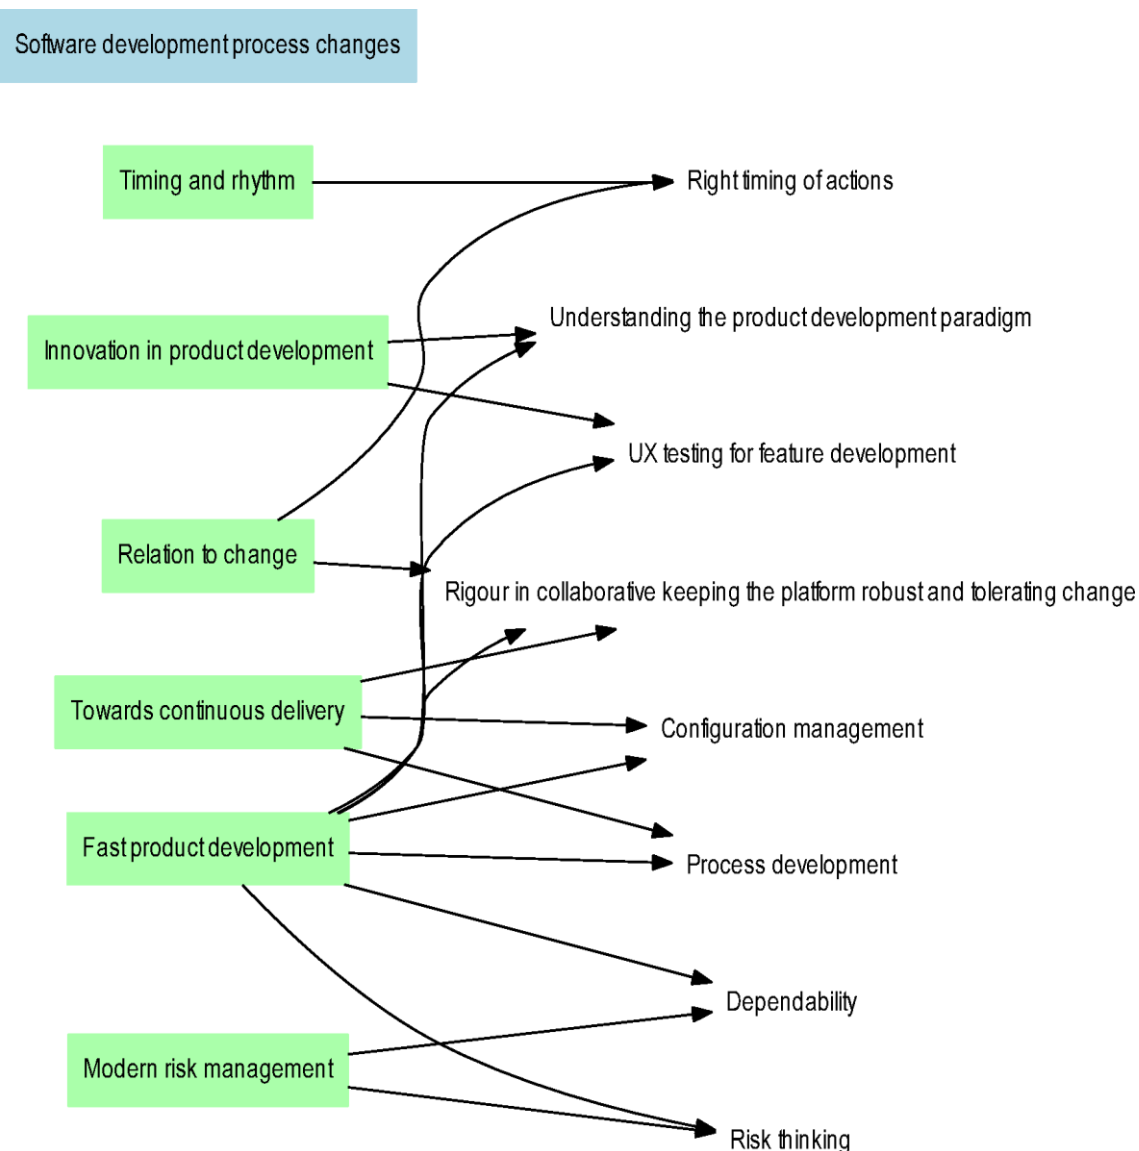 Software development process changes
Timing and rhythm
Right timing of actions
Understanding the product development paradigm
Innovation in product development
UX testing for feature development
Relation to change
Rigour in collaborative keeping the platform robust and tolerating change
Towards continuous delivery
Configuration management
Fast product development
Process development
Dependability
Modern risk management
Risk thinking